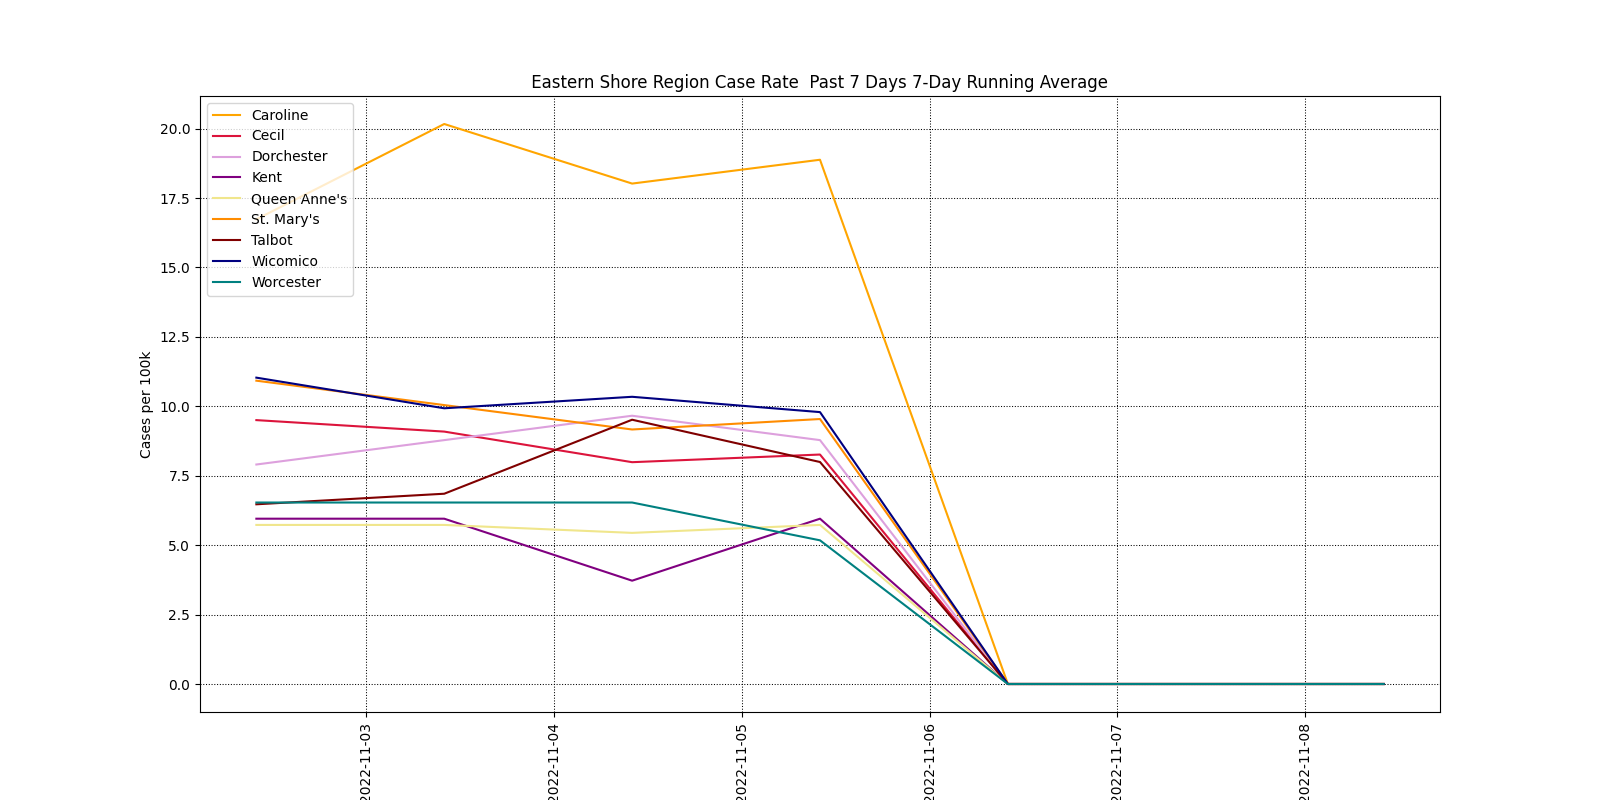 Eastern Shore Region Case Rate  Past 7 Days 7-Day Running Average
Caroline
Cecil
Dorchester
Kent
Queen Anne's
St. Mary's
Talbot
Wicomico
Worcester
Cases per 100k
20.0
17.5
15.0
12.5
10.0
7.5
5.0
2.5
0.0
2022-11-03
2022-11-04
2022-11-05
2022-11-06
2022-11-07
2022-11-08